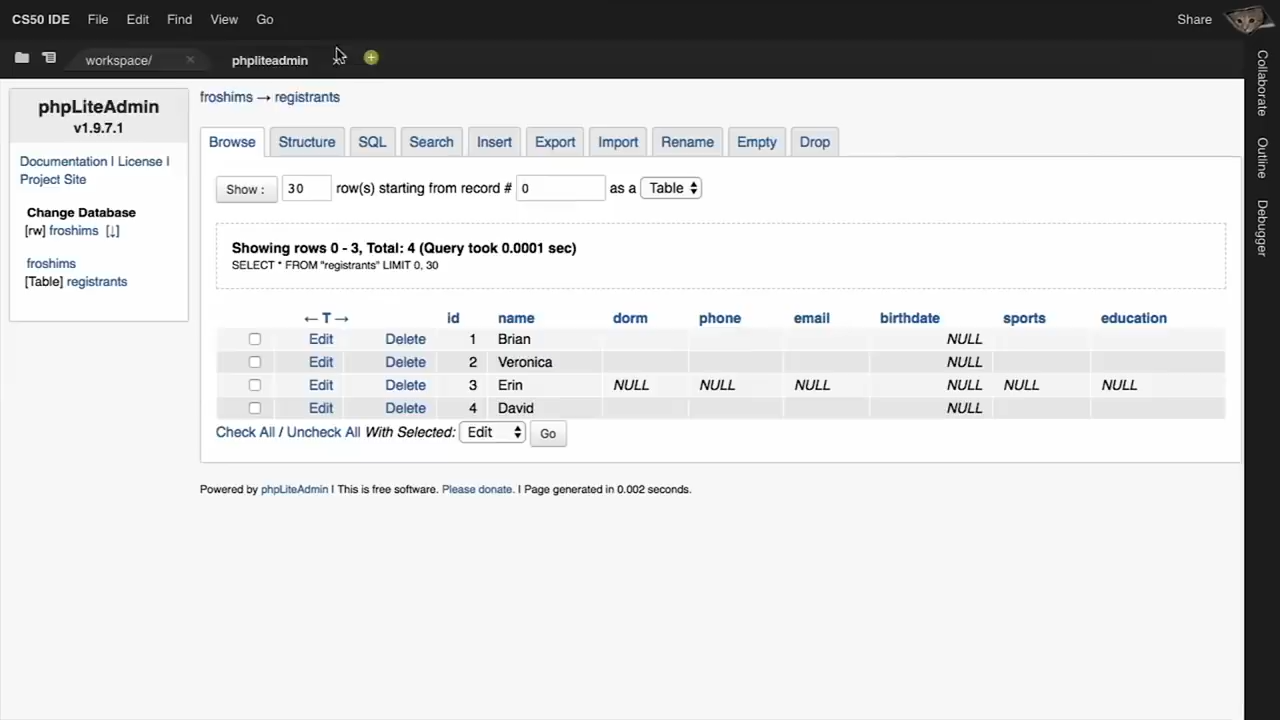 CS50 IDE File Edit Find View Go Share
workspace/ phpliteadmin
Collaborate
Outline
Debugger
phpLiteAdmin
v1.9.7.1
Documentation | License |
Project Site
Change Database
[rw] froshims [↓]
froshims
[Table] registrants
froshims → registrants
Browse Structure SQL Search Insert Export Import Rename Empty Drop
Show : 30 row(s) starting from record # 0 as a Table
Showing rows 0 - 3, Total: 4 (Query took 0.0001 sec)
SELECT * FROM "registrants" LIMIT 0, 30
← T → id name dorm phone email birthdate sports education
Edit Delete 1 Brian NULL
Edit Delete 2 Veronica NULL
Edit Delete 3 Erin NULL NULL NULL NULL NULL NULL
Edit Delete 4 David NULL
Check All / Uncheck All With Selected: Edit Go
Powered by phpLiteAdmin | This is free software. Please donate. | Page generated in 0.002 seconds.